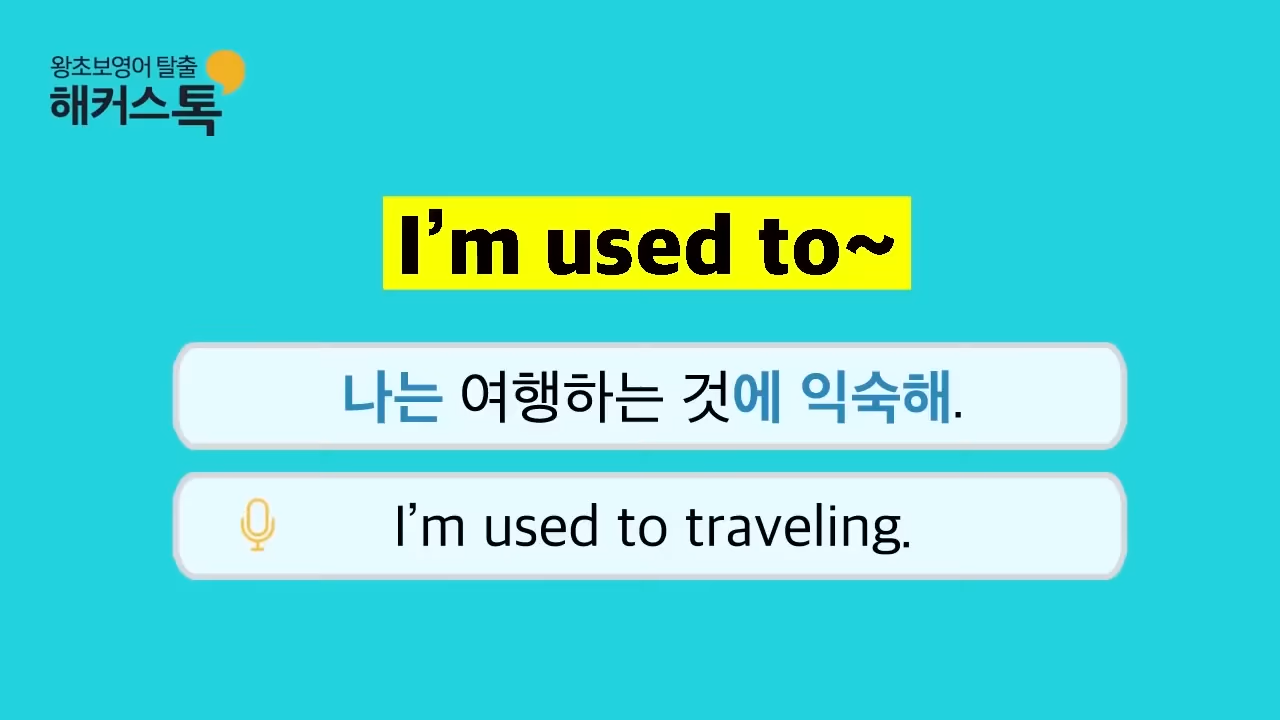 왕초보영어 탈출
해커스톡
I’m used to~
나는 여행하는 것에 익숙해.
I’m used to traveling.